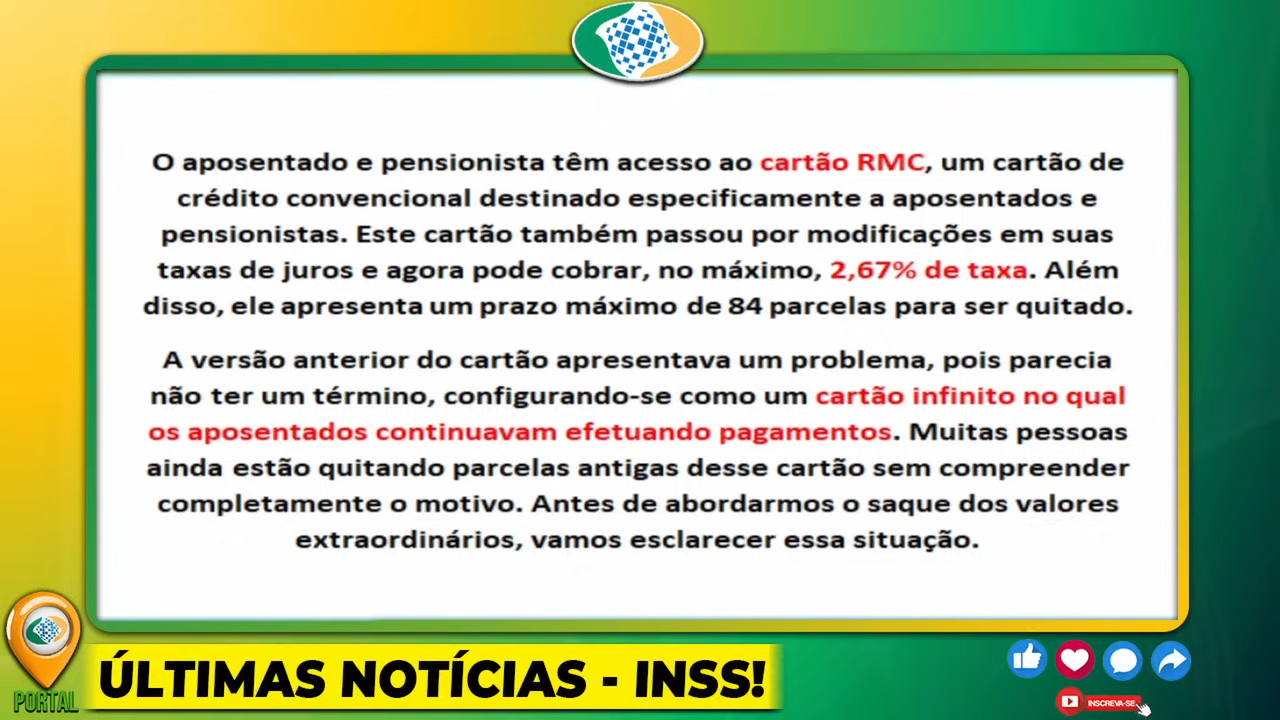 O aposentado e pensionista têm acesso ao cartão RMC, um cartão de
crédito convencional destinado especificamente a aposentados e
pensionistas. Este cartão também passou por modificações em suas
taxas de juros e agora pode cobrar, no máximo, 2,67% de taxa. Além
disso, ele apresenta um prazo máximo de 84 parcelas para ser quitado.
A versão anterior do cartão apresentava um problema, pois parecia
não ter um término, configurando-se como um cartão infinito no qual
os aposentados continuavam efetuando pagamentos. Muitas pessoas
ainda estão quitando parcelas antigas desse cartão sem compreender
completamente o motivo. Antes de abordarmos o saque dos valores
extraordinários, vamos esclarecer essa situação.
PORTAL
ÚLTIMAS NOTÍCIAS - INSS!
INSCREVA-SE